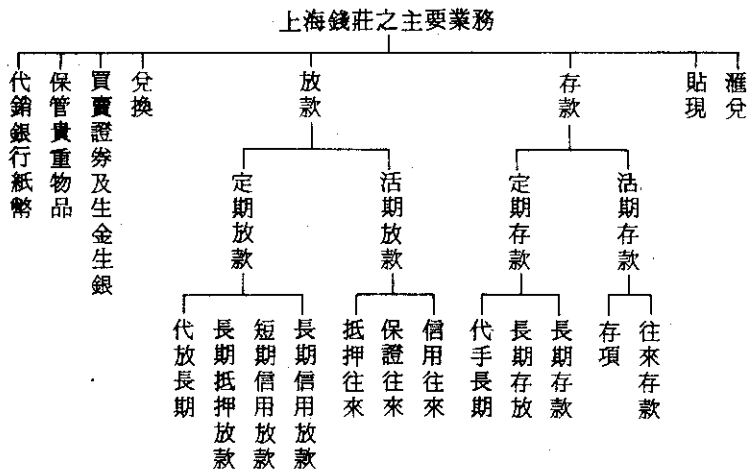 上海錢莊之主要業務
滙兌
貼現
存款
放款
兌換
買賣證券及生金生銀
保管貴重物品
代銷銀行紙幣
活期存款
定期存款
活期放款
定期放款
往來存款
存項
長期存款
長期存放
代手長期
信用往來
保證往來
抵押往來
長期信用放款
短期信用放款
長期抵押放款
代放長期